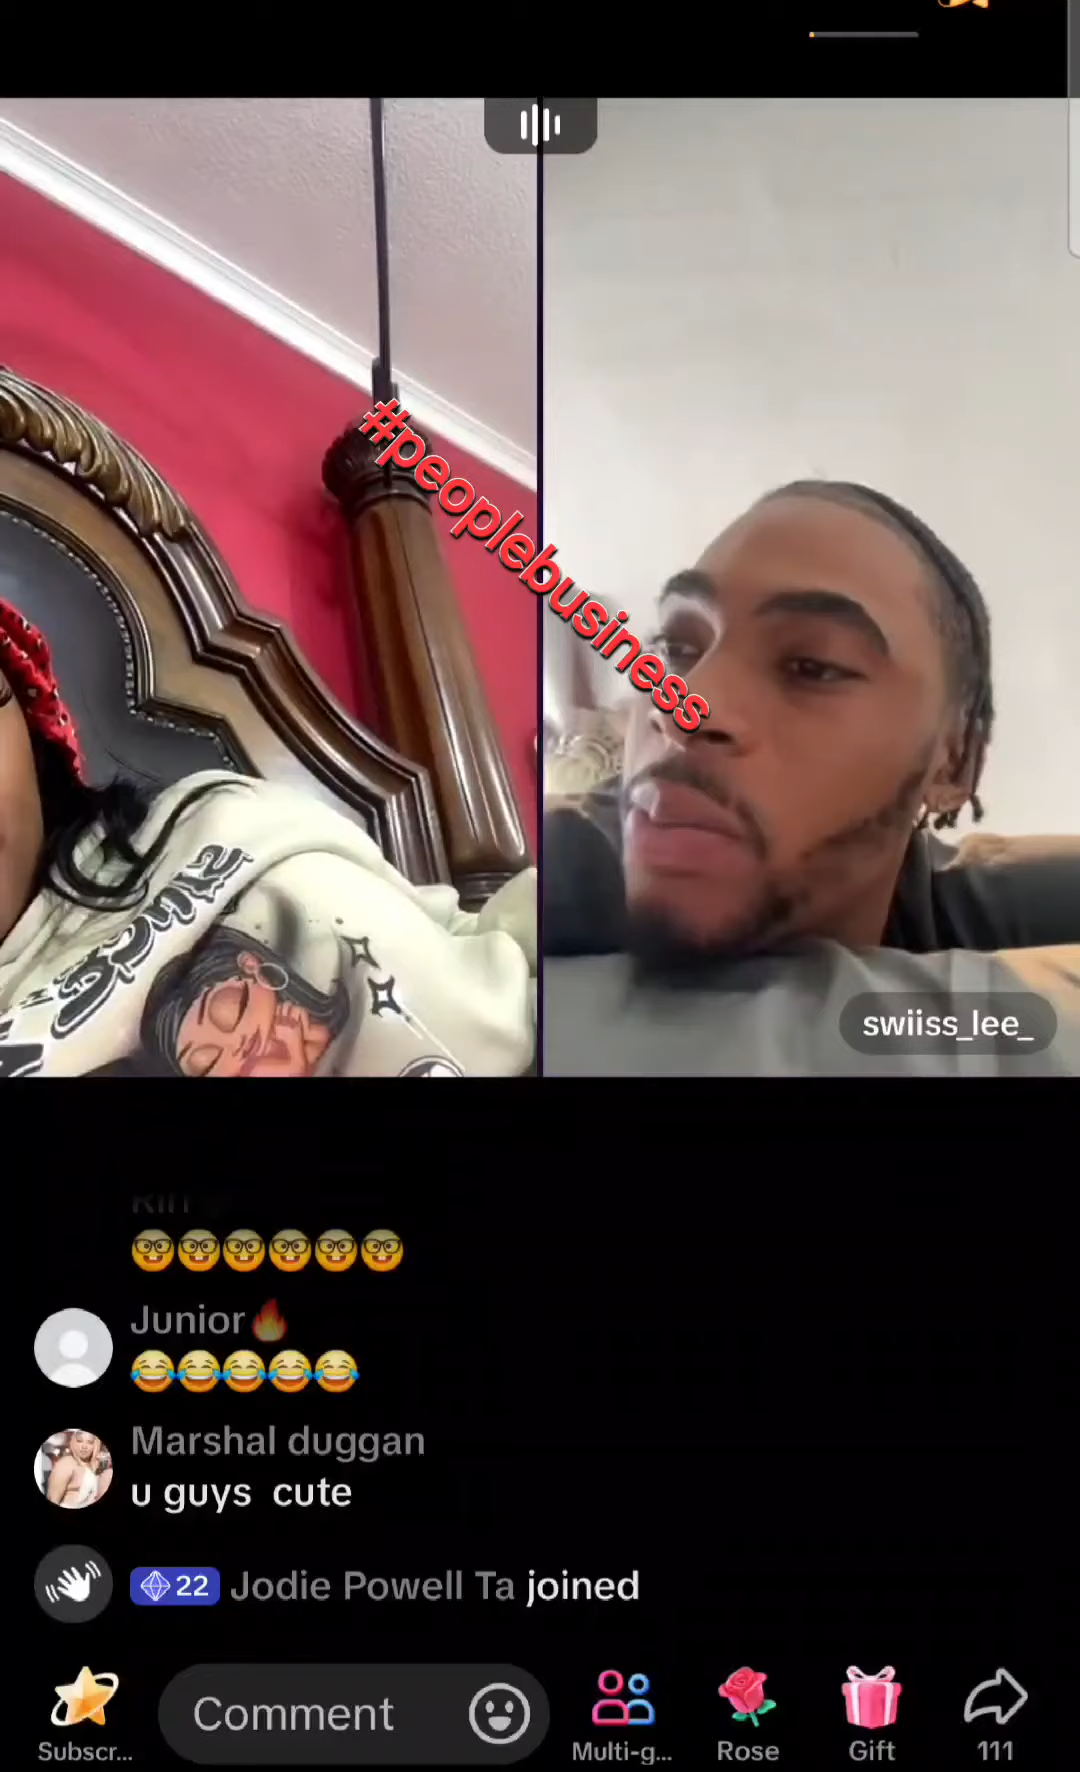 #peoplebusiness
swiiss_lee_
Junior🔥
😂😂😂😂😂
Marshal duggan
u guys cute
22 Jodie Powell Ta joined
Comment
Subscr...
Multi-g...
Rose
Gift
111